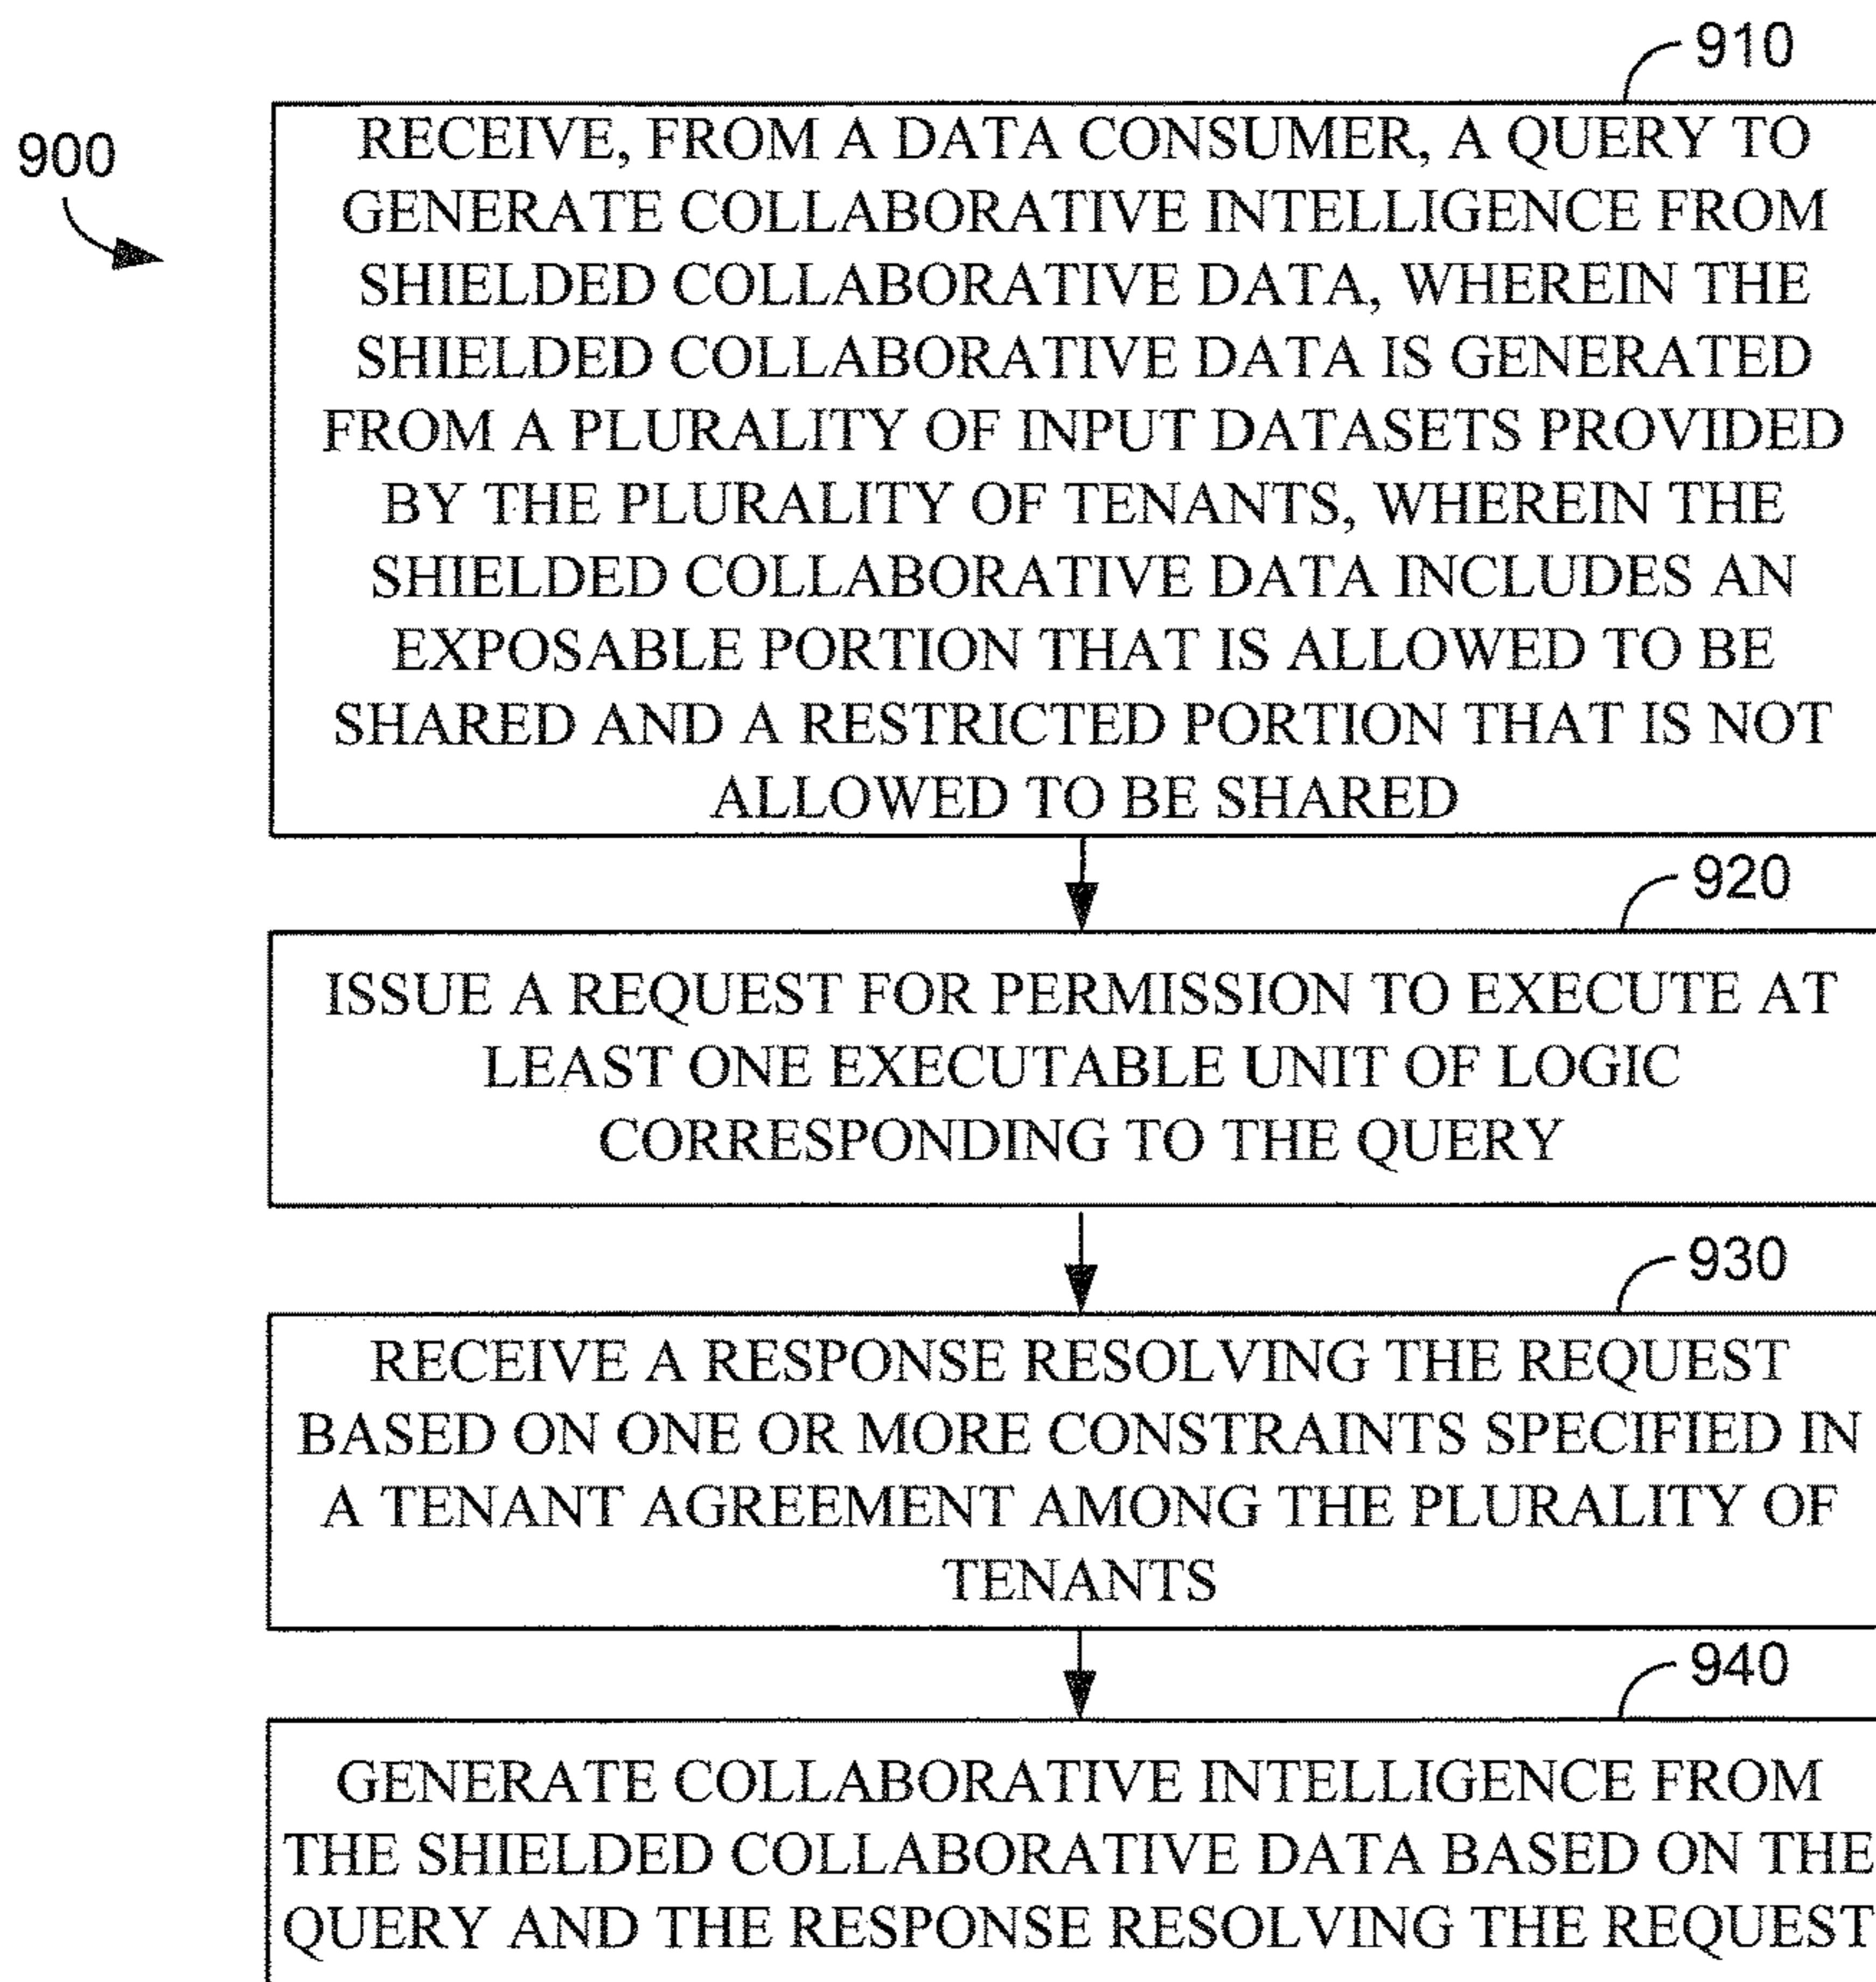 910
900
RECEIVE, FROM A DATA CONSUMER, A QUERY TO
GENERATE COLLABORATIVE INTELLIGENCE FROM
SHIELDED COLLABORATIVE DATA, WHEREIN THE
SHIELDED COLLABORATIVE DATA IS GENERATED
FROM A PLURALITY OF INPUT DATASETS PROVIDED
BY THE PLURALITY OF TENANTS, WHEREIN THE
SHIELDED COLLABORATIVE DATA INCLUDES AN
EXPOSABLE PORTION THAT IS ALLOWED TO BE
SHARED AND A RESTRICTED PORTION THAT IS NOT
ALLOWED TO BE SHARED
920
ISSUE A REQUEST FOR PERMISSION TO EXECUTE AT
LEAST ONE EXECUTABLE UNIT OF LOGIC
CORRESPONDING TO THE QUERY
930
RECEIVE A RESPONSE RESOLVING THE REQUEST
BASED ON ONE OR MORE CONSTRAINTS SPECIFIED IN
A TENANT AGREEMENT AMONG THE PLURALITY OF
TENANTS
940
GENERATE COLLABORATIVE INTELLIGENCE FROM
THE SHIELDED COLLABORATIVE DATA BASED ON THE
QUERY AND THE RESPONSE RESOLVING THE REQUEST